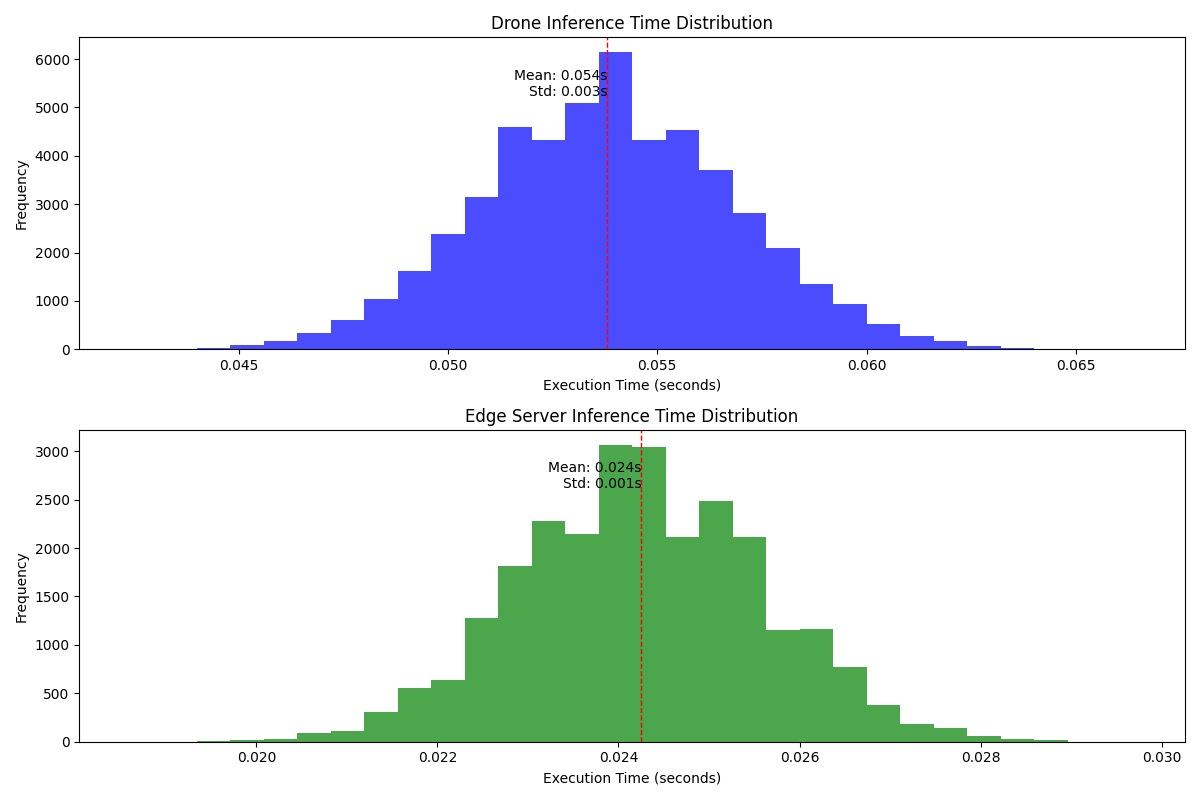 Drone Inference Time Distribution
6000
5000
4000
3000
2000
1000
0
Frequency
Mean: 0.054s
Std: 0.003s
0.045 0.050 0.055 0.060 0.065
Execution Time (seconds)
Edge Server Inference Time Distribution
3000
2500
2000
1500
1000
500
0
Frequency
Mean: 0.024s
Std: 0.001s
0.020 0.022 0.024 0.026 0.028 0.030
Execution Time (seconds)